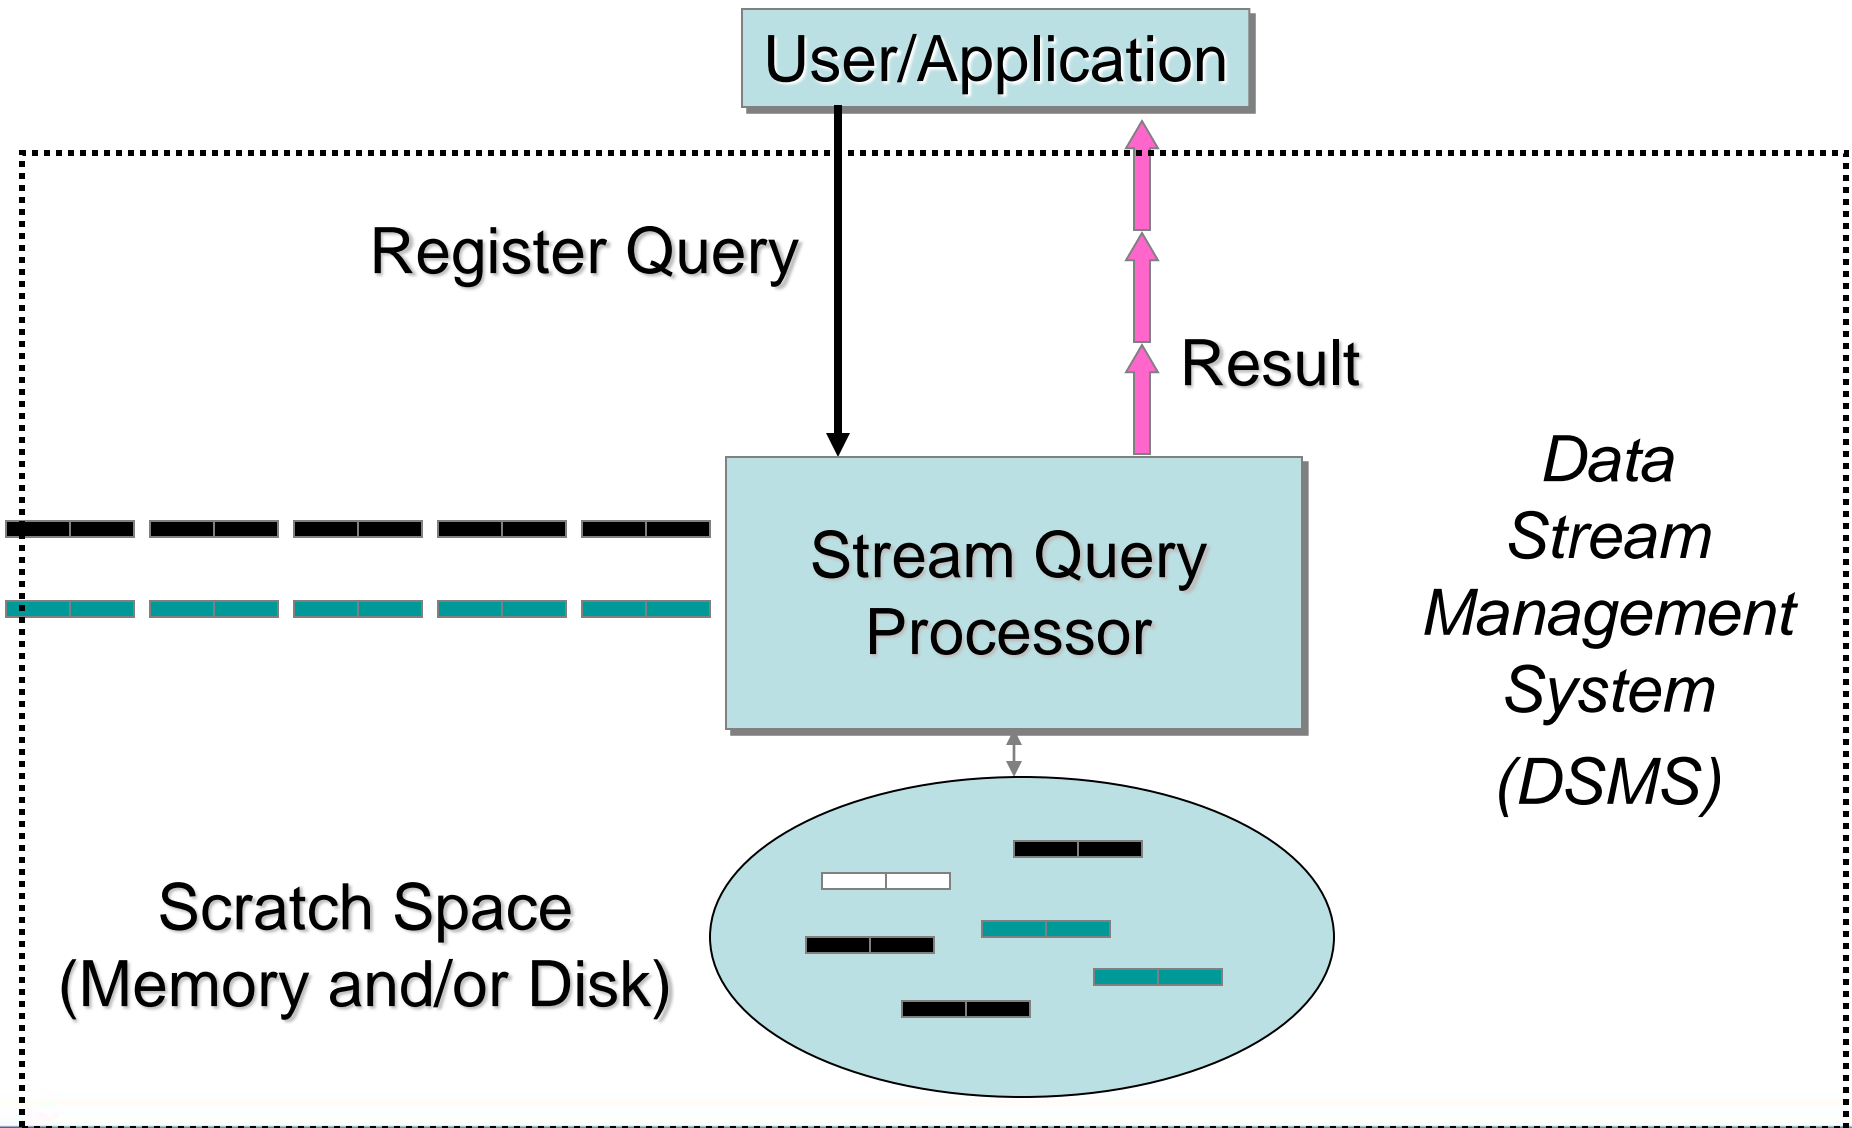 User/Application
Register Query
Result
Stream Query
Processor
Data
Stream
Management
System
(DSMS)
Scratch Space
(Memory and/or Disk)